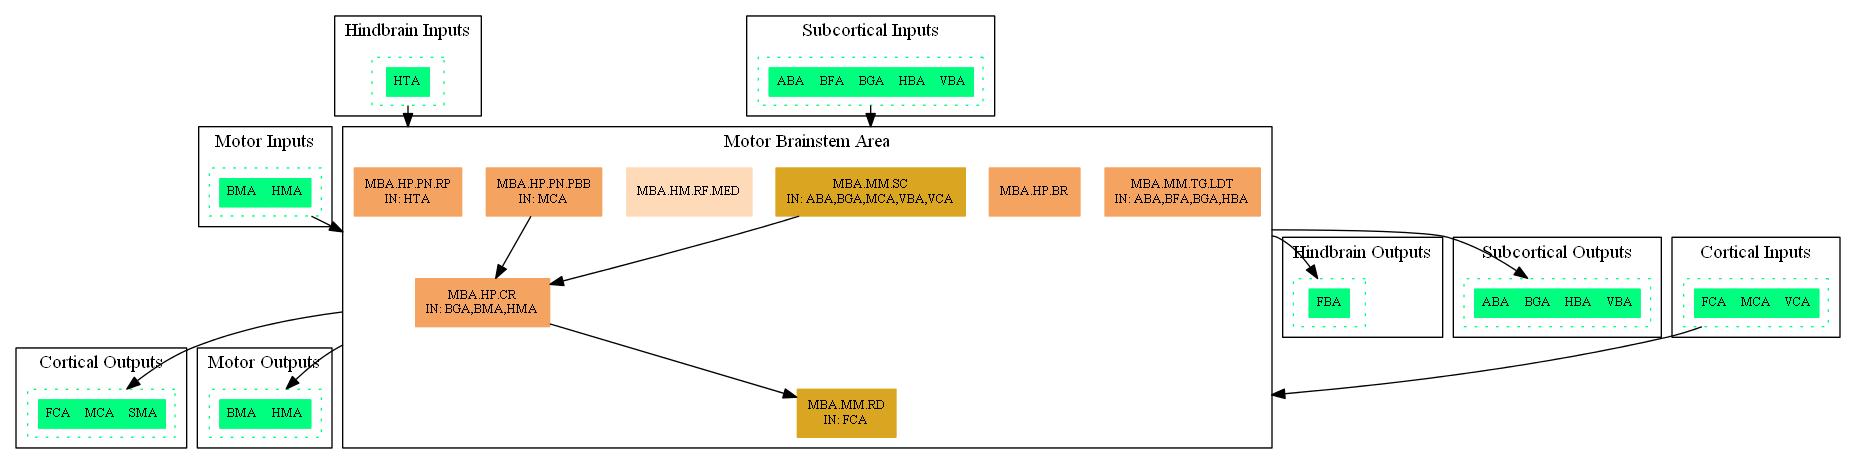 Hindbrain Inputs
HTA
Subcortical Inputs
ABA BFA BGA HBA VBA
Motor Inputs
BMA HMA
Motor Brainstem Area
MBA.HP.PN.RP
IN: HTA
MBA.HP.PN.PBB
IN: MCA
MBA.HM.RF.MED
MBA.MM.SC
IN: ABA,BGA,MCA,VBA,VCA
MBA.HP.BR
MBA.MM.TG.LDT
IN: ABA,BFA,BGA,HBA
MBA.HP.CR
IN: BGA,BMA,HMA
MBA.MM.RD
IN: FCA
Hindbrain Outputs
FBA
Subcortical Outputs
ABA BGA HBA VBA
Cortical Inputs
FCA MCA VCA
Cortical Outputs
FCA MCA SMA
Motor Outputs
BMA HMA